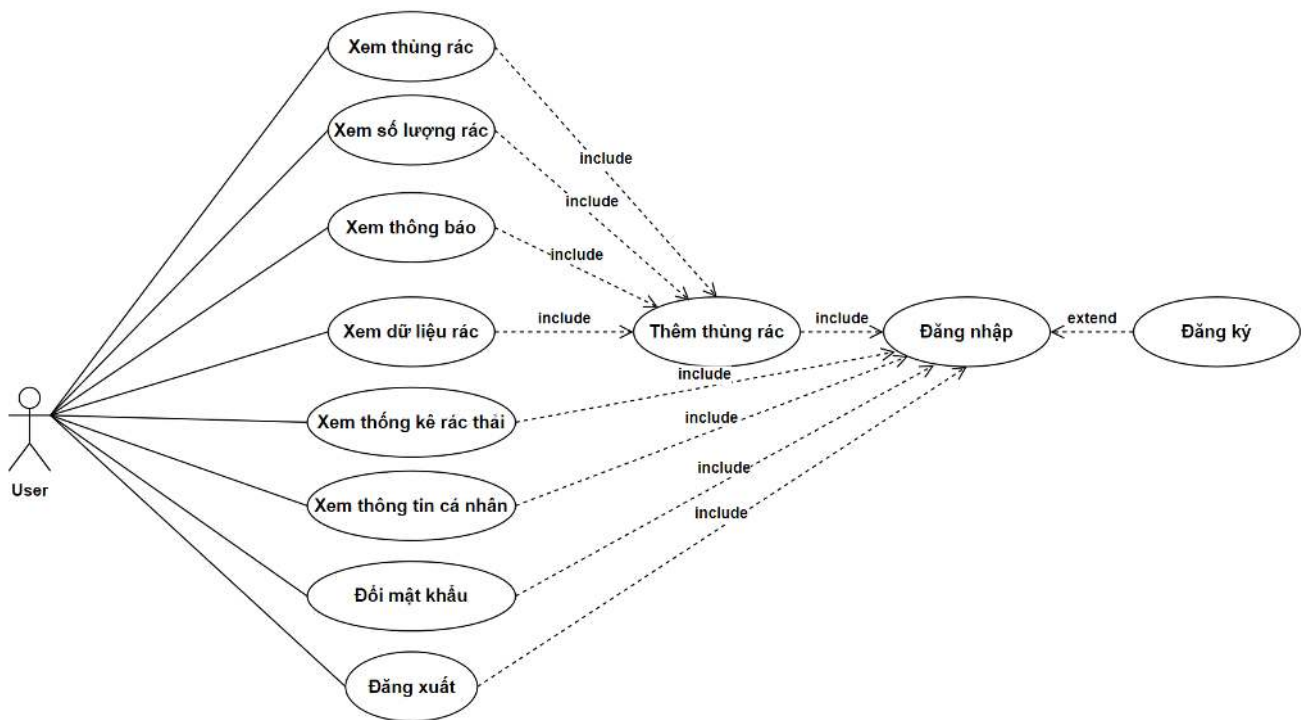 Xem thùng rác
Xem số lượng rác
include
include
Xem thông báo
include
Xem dữ liệu rác
include
Thêm thùng rác
include
Đăng nhập
extend
Đăng ký
include
Xem thống kê rác thải
include
User
Xem thông tin cá nhân
include
include
Đổi mật khẩu
Đăng xuất